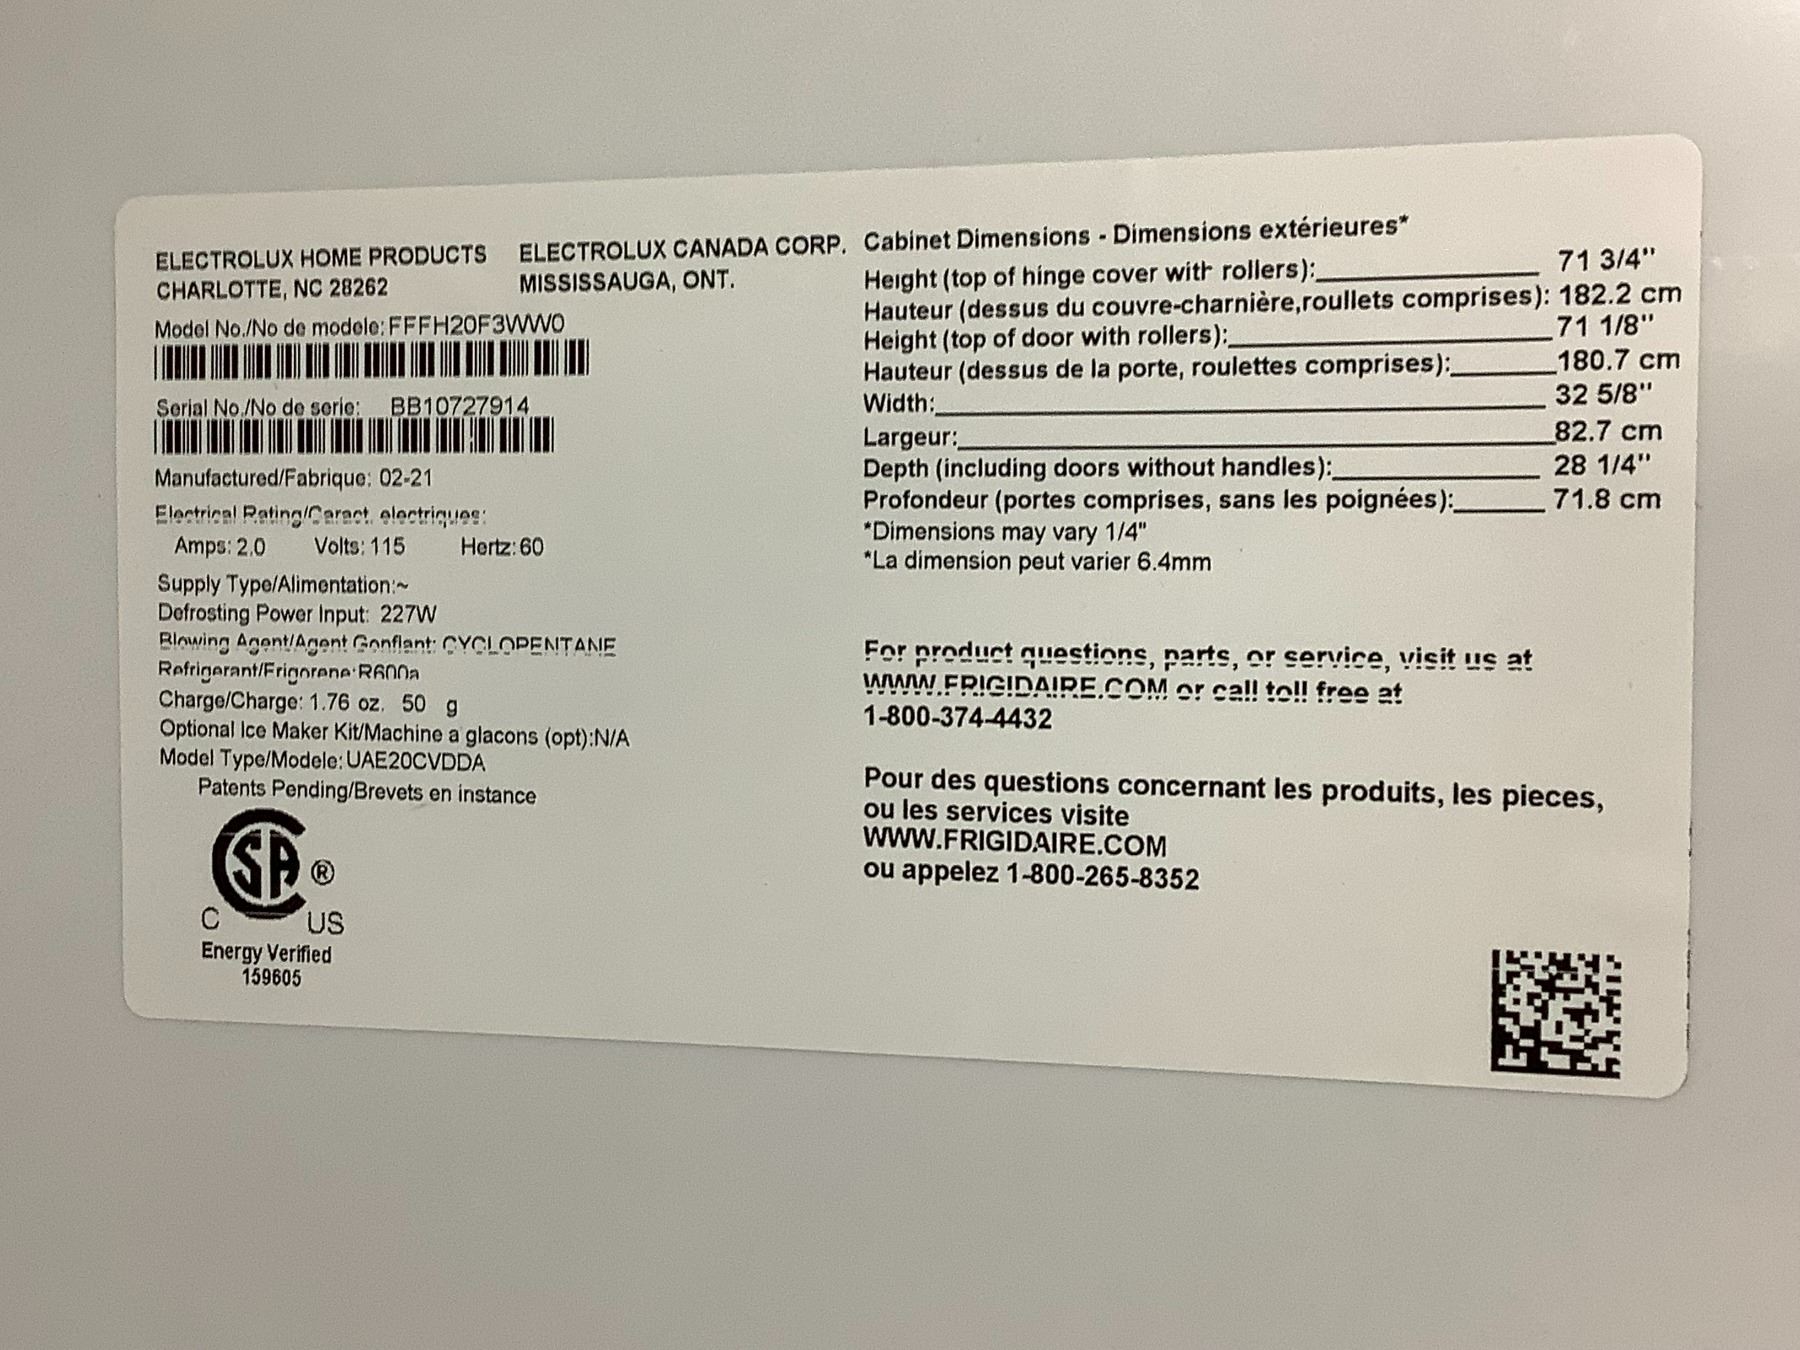 ELECTROLUX HOME PRODUCTS
CHARLOTTE, NC 28262
ELECTROLUX CANADA CORP.
MISSISSAUGA, ONT.
Model No./No de modele: FFFH20F3WW0
Serial No./No de serie: BB10727914
Manufactured/Fabrique: 02-21
Electrical Rating/Caract. electriques:
Amps: 2.0 Volts: 115 Hertz: 60
Supply Type/Alimentation:~
Defrosting Power Input: 227W
Blowing Agent/Agent Gonflant: CYCLOPENTANE
Refrigerant/Frigorene: R600a
Charge/Charge: 1.76 oz. 50 g
Optional Ice Maker Kit/Machine a glacons (opt):N/A
Model Type/Modele: UAE20CVDDA
Patents Pending/Brevets en instance
CSA ®
C US
Energy Verified
159605
Cabinet Dimensions - Dimensions extérieures*
Height (top of hinge cover with rollers): 71 3/4"
Hauteur (dessus du couvre-charnière,roullets comprises): 182.2 cm
Height (top of door with rollers): 71 1/8"
Hauteur (dessus de la porte, roulettes comprises): 180.7 cm
Width: 32 5/8"
Largeur: 82.7 cm
Depth (including doors without handles): 28 1/4"
Profondeur (portes comprises, sans les poignées): 71.8 cm
*Dimensions may vary 1/4"
*La dimension peut varier 6.4mm
For product questions, parts, or service, visit us at
WWW.FRIGIDAIRE.COM or call toll free at
1-800-374-4432
Pour des questions concernant les produits, les pieces,
ou les services visite
WWW.FRIGIDAIRE.COM
ou appelez 1-800-265-8352